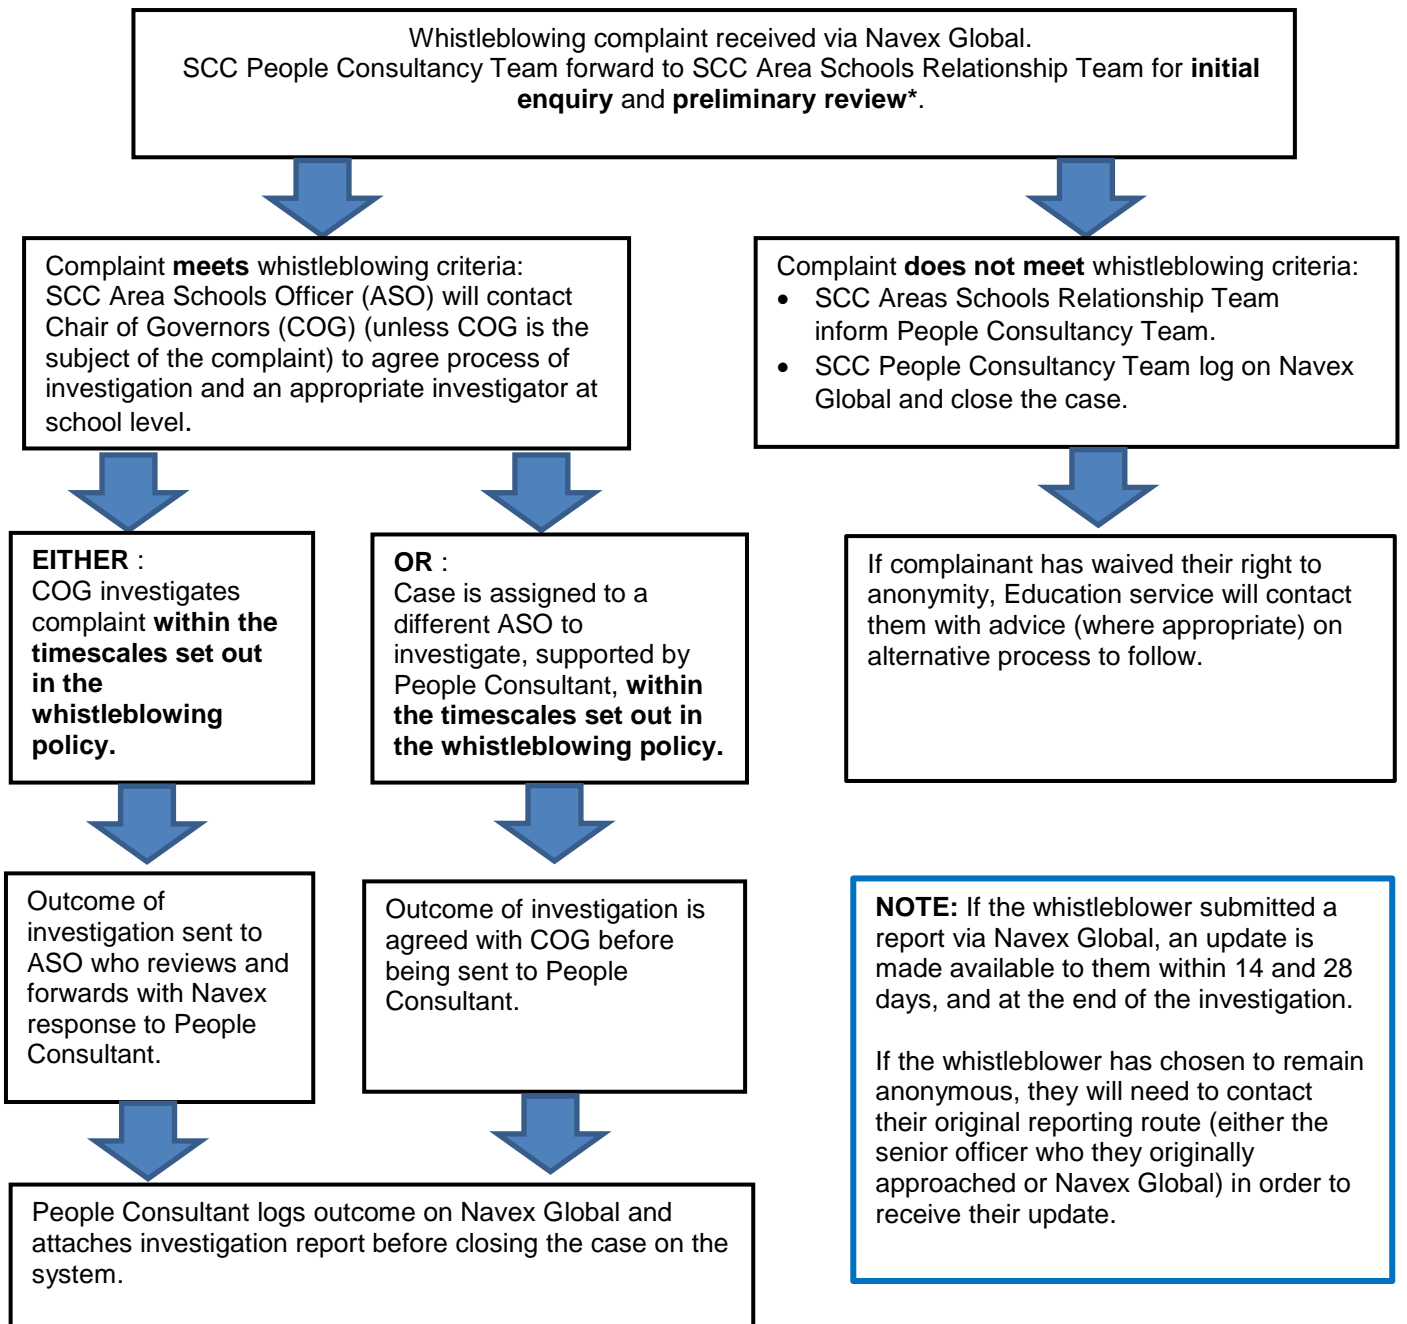 Whistleblowing complaint received via Navex Global.
SCC People Consultancy Team forward to SCC Area Schools Relationship Team for initial
enquiry and preliminary review*.
Complaint meets whistleblowing criteria:
SCC Area Schools Officer (ASO) will contact
Chair of Governors (COG) (unless COG is the
subject of the complaint) to agree process of
investigation and an appropriate investigator at
school level.
Complaint does not meet whistleblowing criteria:
• SCC Areas Schools Relationship Team
inform People Consultancy Team.
• SCC People Consultancy Team log on Navex
Global and close the case.
EITHER :
COG investigates
complaint within the
timescales set out
in the
whistleblowing
policy.
OR :
Case is assigned to a
different ASO to
investigate, supported by
People Consultant, within
the timescales set out in
the whistleblowing policy.
If complainant has waived their right to
anonymity, Education service will contact
them with advice (where appropriate) on
alternative process to follow.
Outcome of
investigation sent to
ASO who reviews and
forwards with Navex
response to People
Consultant.
Outcome of investigation is
agreed with COG before
being sent to People
Consultant.
NOTE: If the whistleblower submitted a
report via Navex Global, an update is
made available to them within 14 and 28
days, and at the end of the investigation.
If the whistleblower has chosen to remain
anonymous, they will need to contact
their original reporting route (either the
senior officer who they originally
approached or Navex Global) in order to
receive their update.
People Consultant logs outcome on Navex Global and
attaches investigation report before closing the case on the
system.